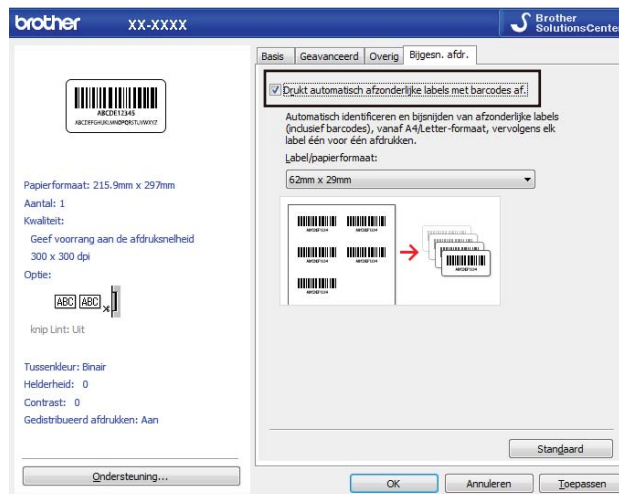 brother
XX-XXXX
Brother
SolutionsCenter
ABCDE12345
Papierformaat: 215.9mm x 297mm
Aantal: 1
Kwaliteit:
Geef voorrang aan de afdruksnelheid
300 x 300 dpi
Optie:
ABC ABC
knip Lint: Uit
Tussenkleur: Binair
Helderheid: 0
Contrast: 0
Gedistribueerd afdrukken: Aan
Ondersteuning...
Basis Geavanceerd Overig Bijgesn. afdr.
Drukt automatisch afzonderlijke labels met barcodes af.
Automatisch identificeren en bijsnijden van afzonderlijke labels
(inclusief barcodes), vanaf A4/Letter-formaat, vervolgens elk
label één voor één afdrukken.
Label/papierformaat:
62mm x 29mm
Standaard
OK Annuleren Toepassen